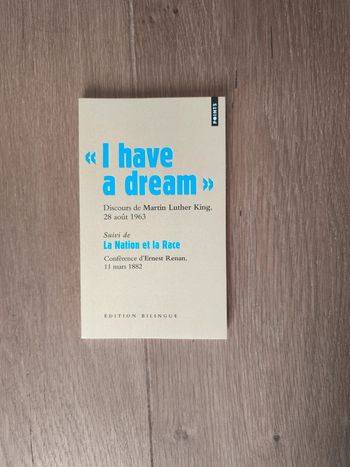 POINTS
« I have
a dream »
Discours de Martin Luther King,
28 août 1963
Suivi de
La Nation et la Race
Conférence d'Ernest Renan,
11 mars 1882
ÉDITION BILINGUE